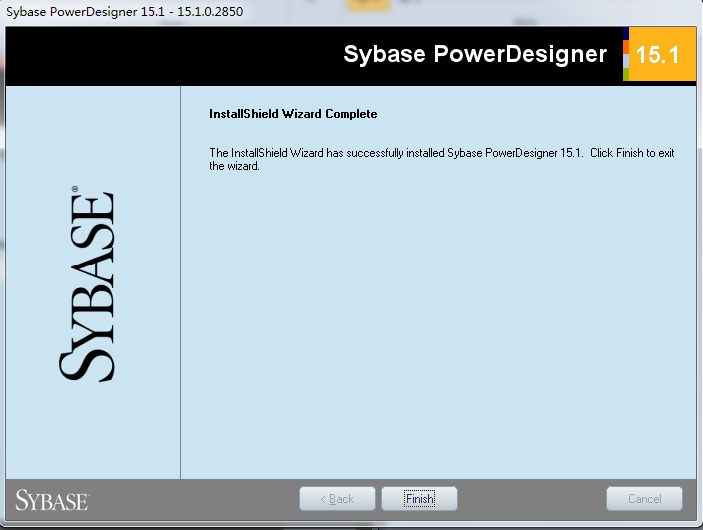 Sybase PowerDesigner 15.1 - 15.1.0.2850
Sybase PowerDesigner 15.1
InstallShield Wizard Complete
The InstallShield Wizard has successfully installed Sybase PowerDesigner 15.1. Click Finish to exit
the wizard.
SYBASE®
SYBASE
< Back
Finish
Cancel